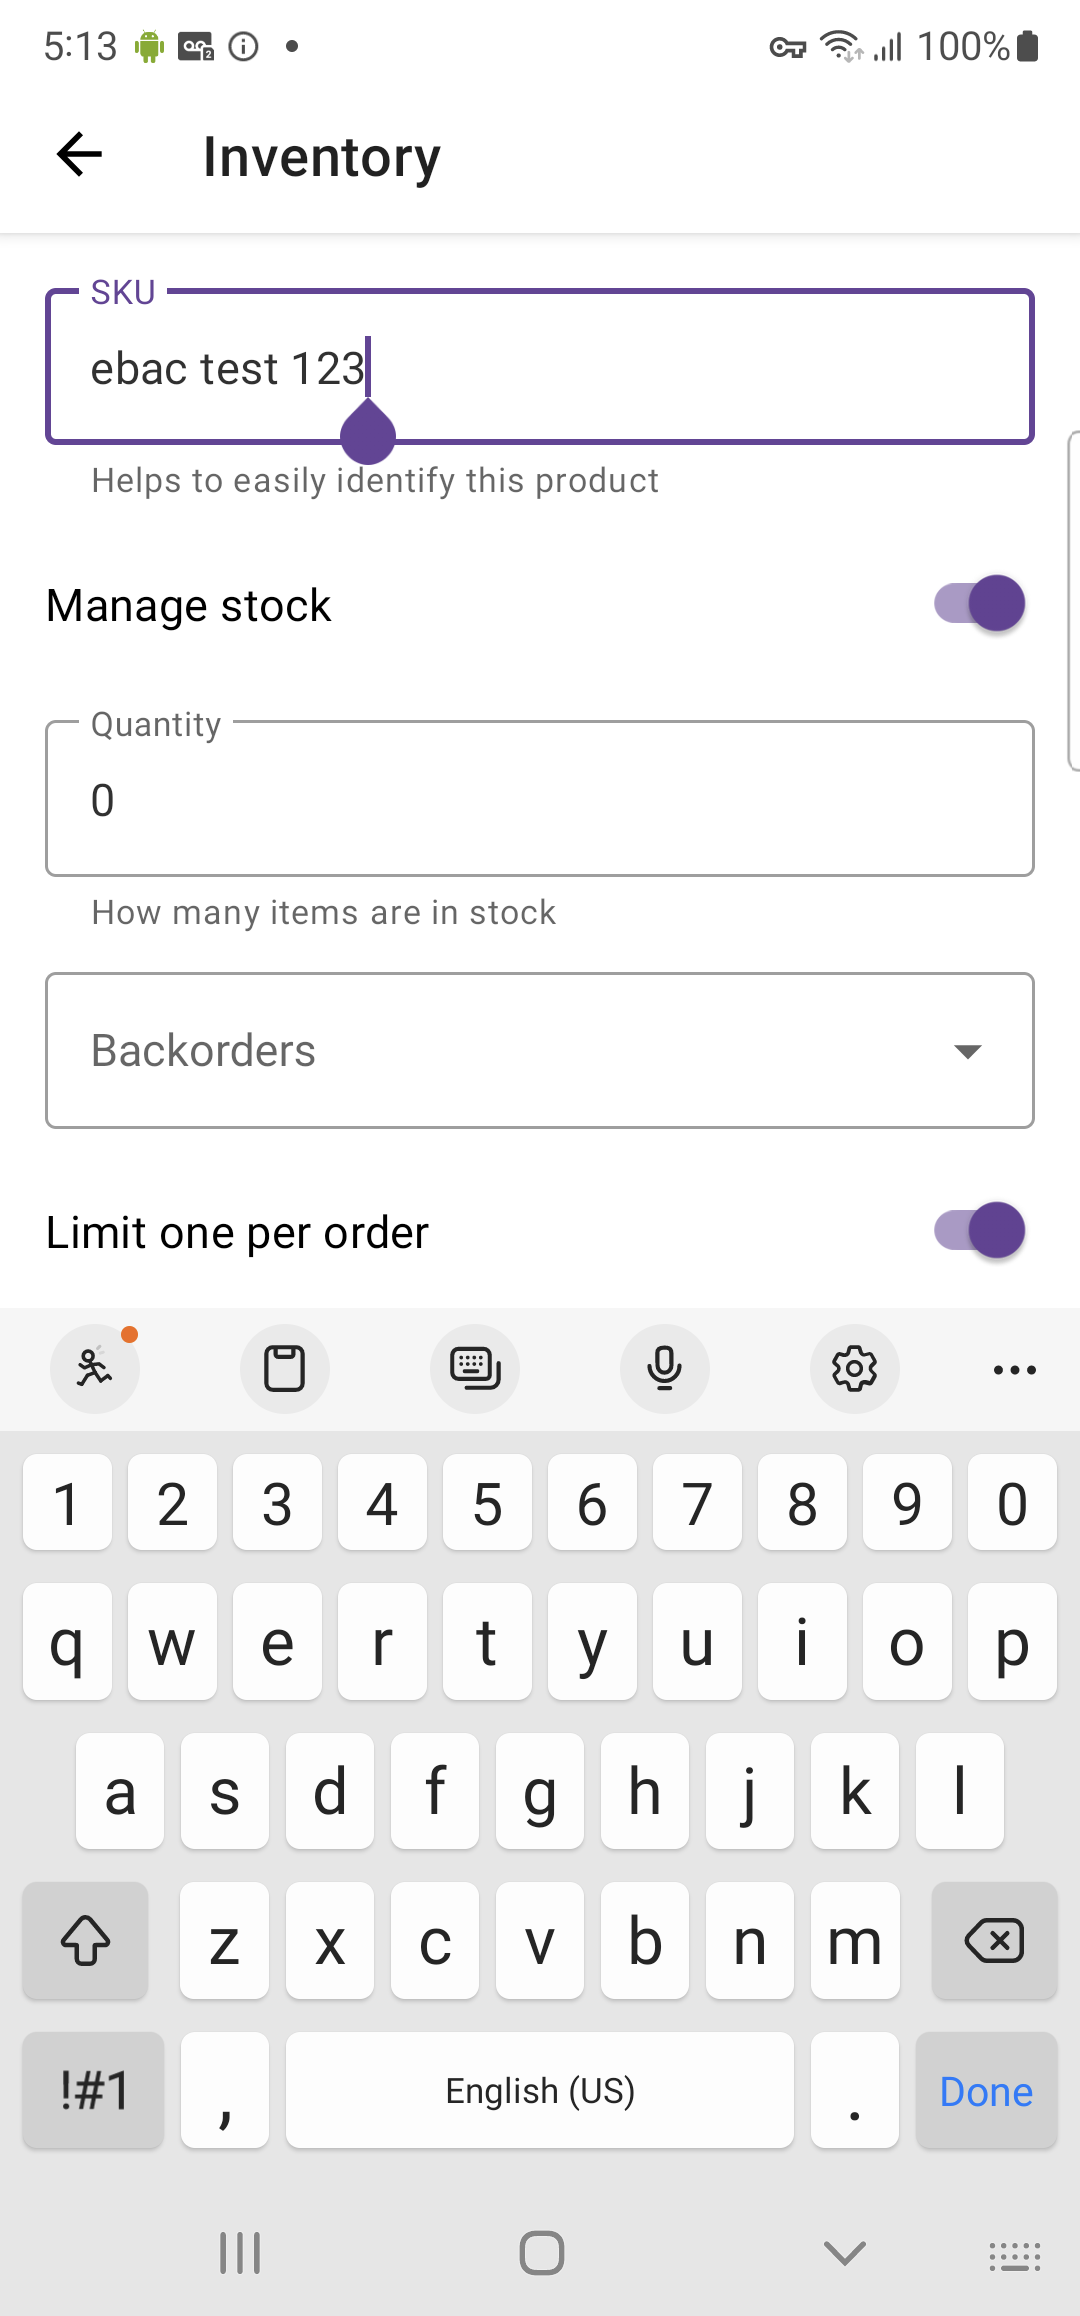 5:13 100%
Inventory
SKU
ebac test 123
Helps to easily identify this product
Manage stock
Quantity
0
How many items are in stock
Backorders
Limit one per order
1 2 3 4 5 6 7 8 9 0
q w e r t y u i o p
a s d f g h j k l
z x c v b n m
!#1 , English (US) . Done